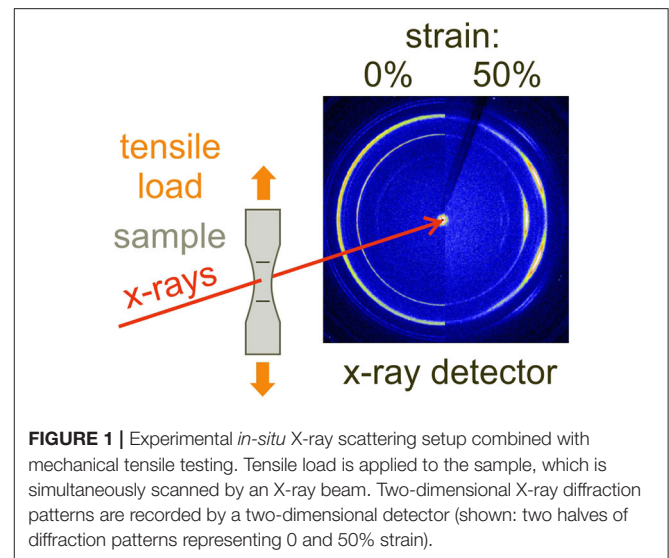 strain:
0% 50%
tensile
load
sample
x-rays
x-ray detector
FIGURE 1 | Experimental in-situ X-ray scattering setup combined with
mechanical tensile testing. Tensile load is applied to the sample, which is
simultaneously scanned by an X-ray beam. Two-dimensional X-ray diffraction
patterns are recorded by a two-dimensional detector (shown: two halves of
diffraction patterns representing 0 and 50% strain).